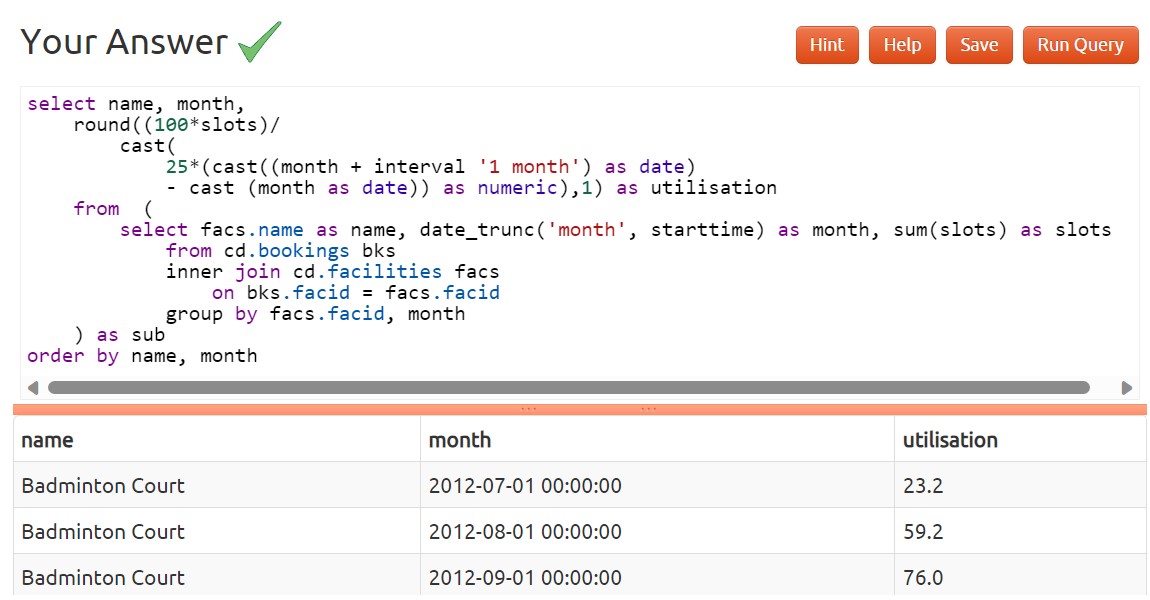 Your Answer
Hint Help Save Run Query
select name, month,
    round((100*slots)/
        cast(
            25*(cast((month + interval '1 month') as date)
            - cast (month as date)) as numeric),1) as utilisation
    from  (
        select facs.name as name, date_trunc('month', starttime) as month, sum(slots) as slots
            from cd.bookings bks
            inner join cd.facilities facs
                on bks.facid = facs.facid
            group by facs.facid, month
    ) as sub
order by name, month
name month utilisation
Badminton Court 2012-07-01 00:00:00 23.2
Badminton Court 2012-08-01 00:00:00 59.2
Badminton Court 2012-09-01 00:00:00 76.0